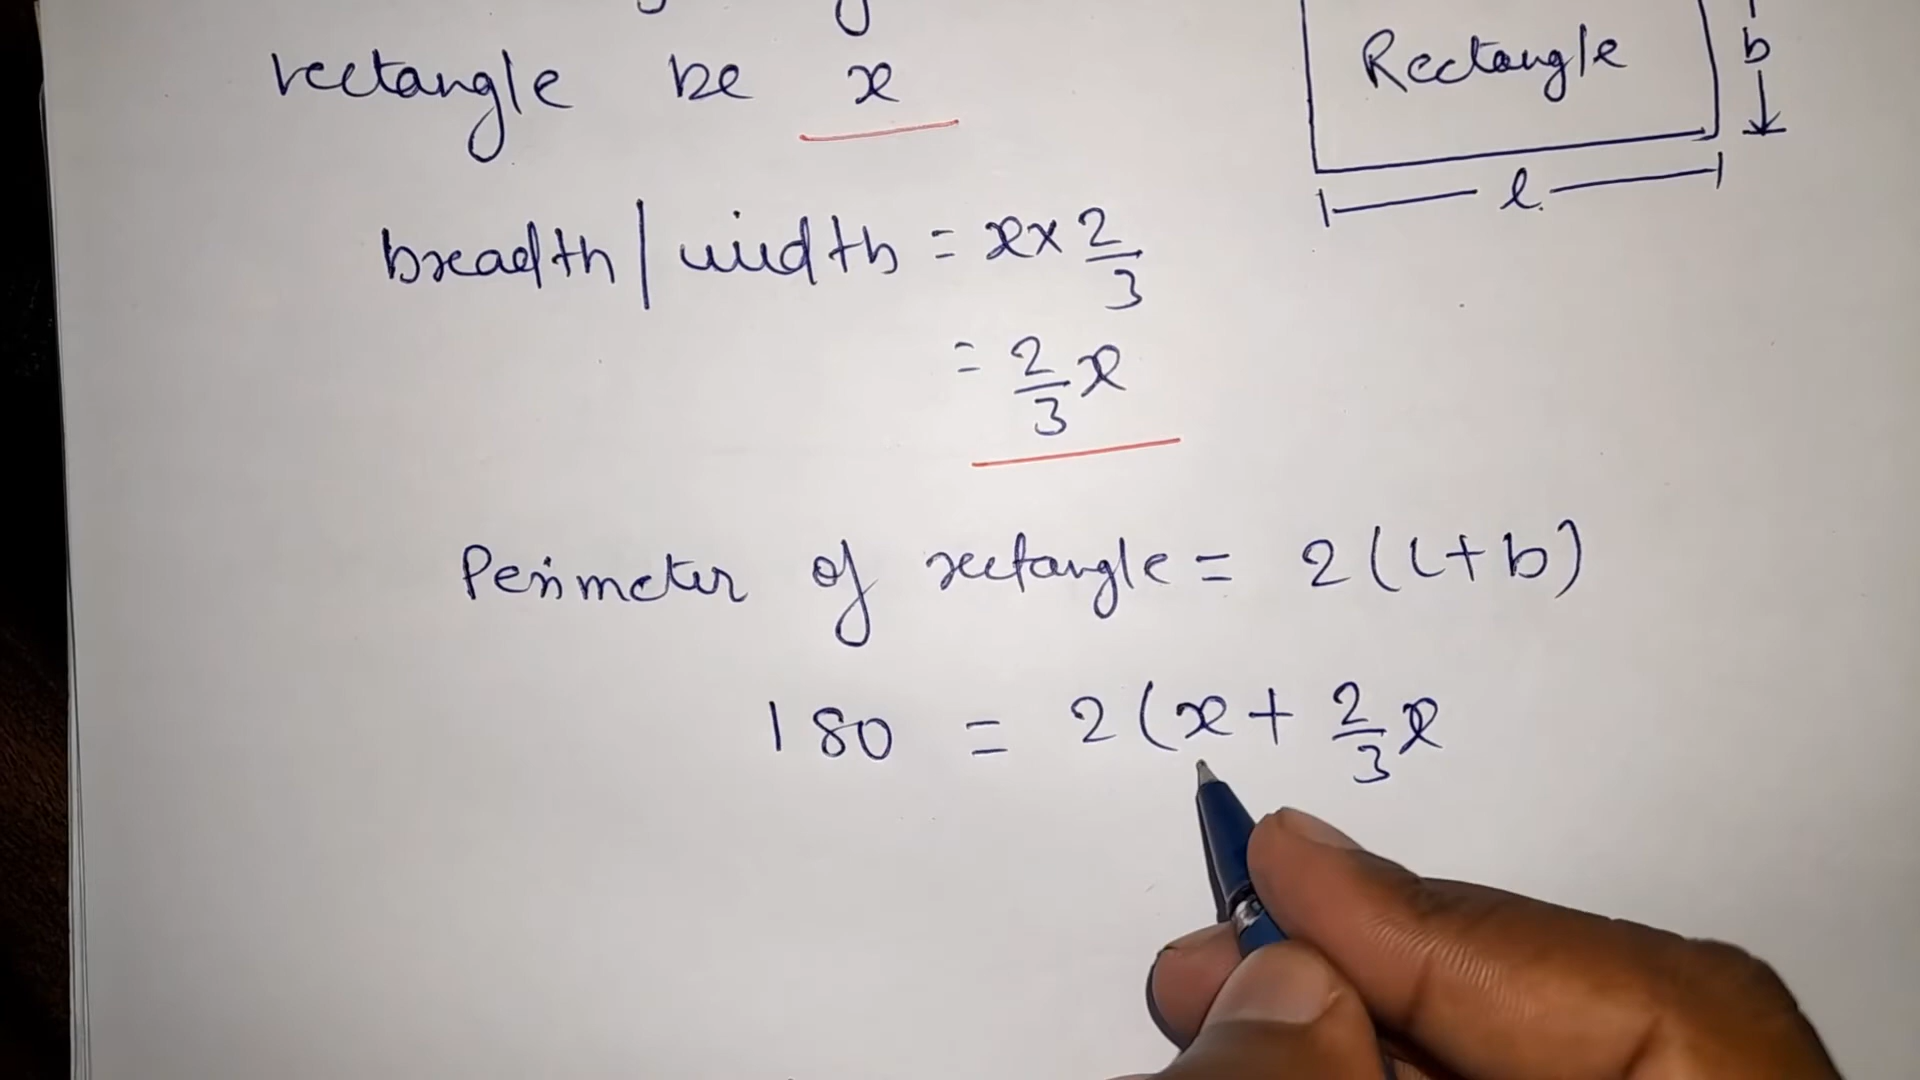 rectangle be x
Rectangle
b
l
breadth/width = x × 2/3
= 2/3 x
Perimeter of rectangle = 2(l+b)
180 = 2(x + 2/3 x